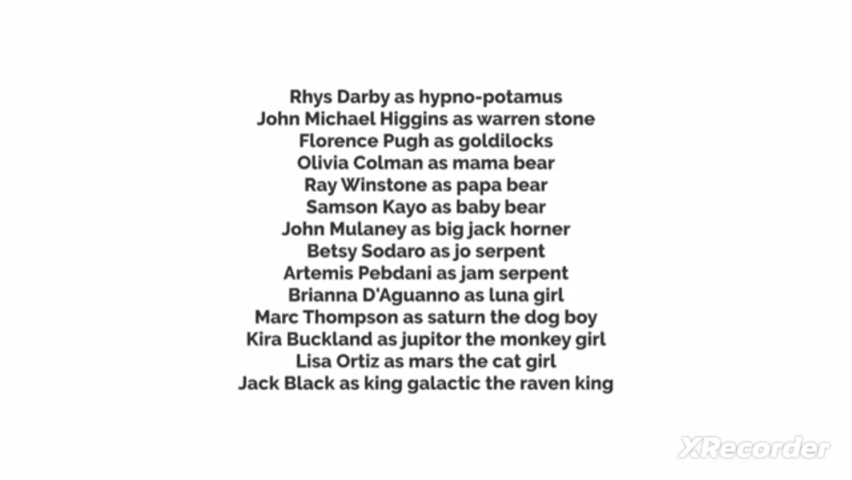 Rhys Darby as hypno-potamus
John Michael Higgins as warren stone
Florence Pugh as goldilocks
Olivia Colman as mama bear
Ray Winstone as papa bear
Samson Kayo as baby bear
John Mulaney as big jack horner
Betsy Sodaro as jo serpent
Artemis Pebdani as jam serpent
Brianna D'Aguanno as luna girl
Marc Thompson as saturn the dog boy
Kira Buckland as jupitor the monkey girl
Lisa Ortiz as mars the cat girl
Jack Black as king galactic the raven king
XRecorder